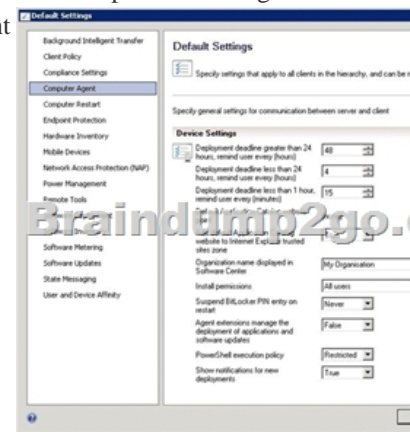 Default Settings
nt
Background Intelligent Transfer
Client Policy
Compliance Settings
Computer Agent
Computer Restart
Endpoint Protection
Hardware Inventory
Mobile Devices
Network Access Protection (NAP)
Power Management
Remote Tools
Software Metering
Software Updates
State Messaging
User and Device Affinity
Default Settings
Specify settings that apply to all clients in the hierarchy, and can be
Specify general settings for communication between server and client
Device Settings
Deployment deadline greater than 24 hours, remind user every (hours) 48
Deployment deadline less than 24 hours, remind user every (hours) 4
Deployment deadline less than 1 hour, remind user every (minutes) 15
Braindump2go.co
website to Internet Explorer trusted sites zone
Organization name displayed in Software Center My Organisation
Install permissions All users
Suspend BitLocker PIN entry on restart Never
Agent extensions manage the deployment of applications and software updates False
PowerShell execution policy Restricted
Show notifications for new deployments True